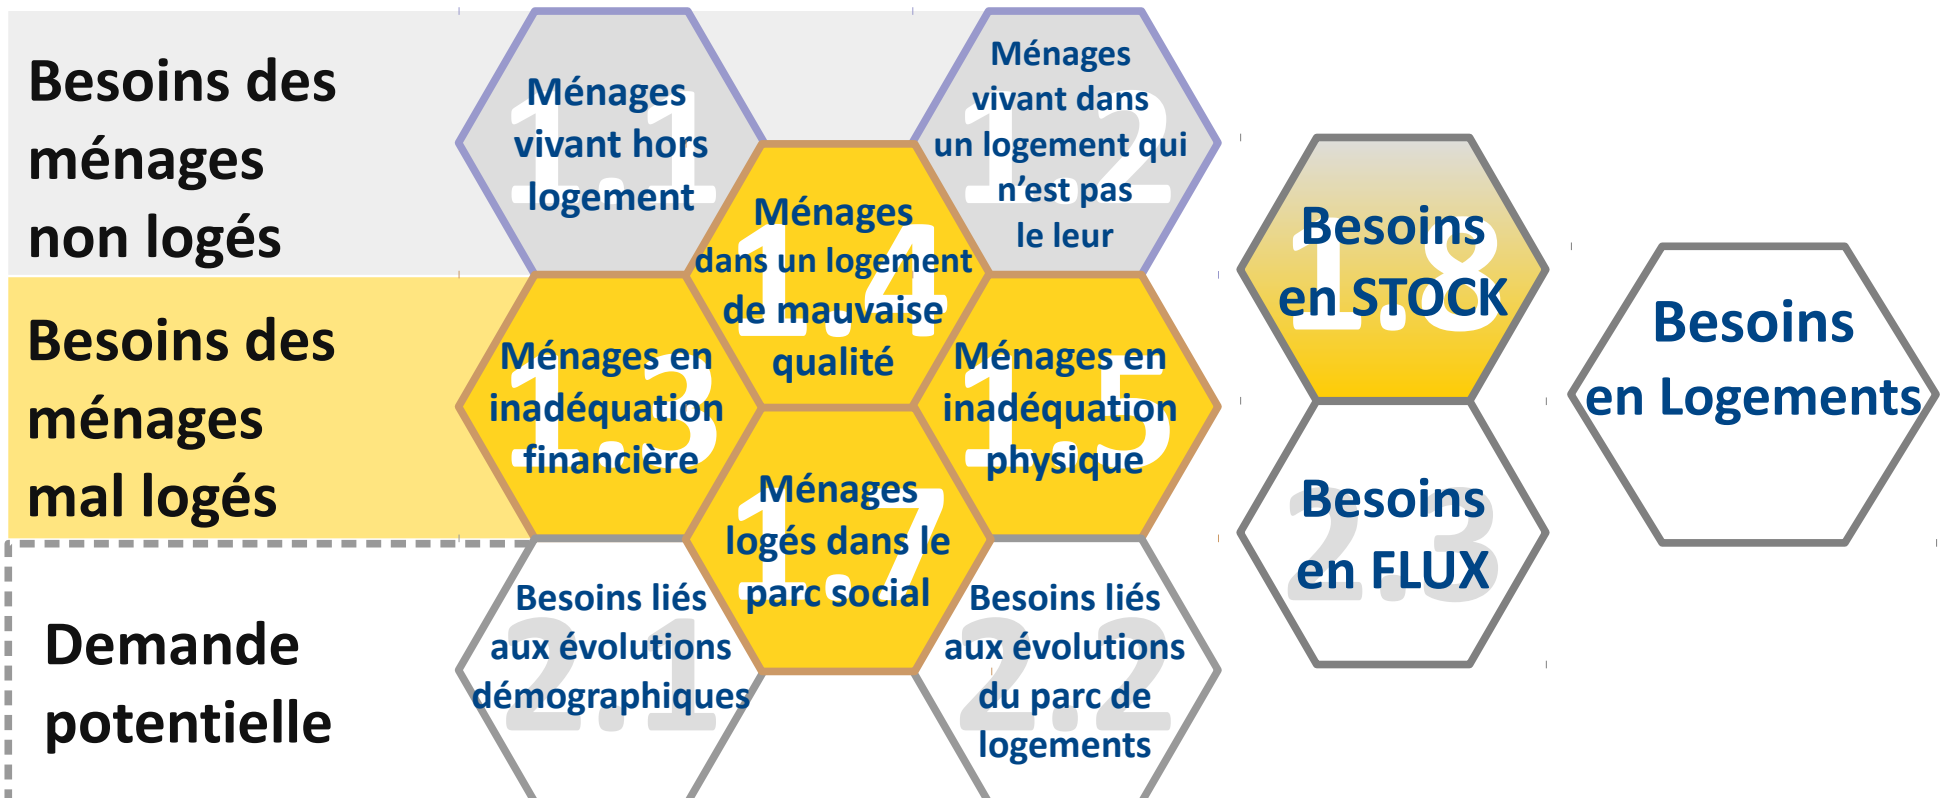 Besoins des
ménages
non logés
1.1
Ménages
vivant hors
logement
1.2
Ménages
vivant dans
un logement qui
n’est pas
le leur
Besoins des
ménages
mal logés
1.3
Ménages en
inadéquation
financière
1.4
Ménages
dans un logement
de mauvaise
qualité
1.5
Ménages en
inadéquation
physique
1.7
Ménages
logés dans le
parc social
Demande
potentielle
2.1
Besoins liés
aux évolutions
démographiques
2.2
Besoins liés
aux évolutions
du parc de
logements
1.8
Besoins
en STOCK
2.3
Besoins
en FLUX
Besoins
en Logements